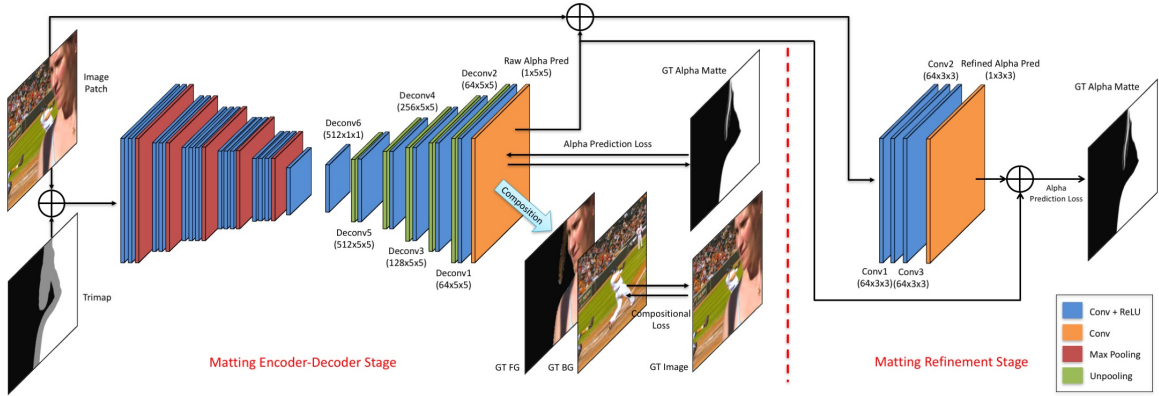 Image
Patch
Trimap
Deconv6
(512x1x1)
Deconv5
(512x5x5)
Deconv4
(256x5x5)
Deconv3
(128x5x5)
Deconv2
(64x5x5)
Deconv1
(64x5x5)
Raw Alpha Pred
(1x5x5)
Composition
Alpha Prediction Loss
GT Alpha Matte
GT FG
GT BG
Compositional
Loss
GT Image
Matting Encoder-Decoder Stage
Conv2
(64x3x3)
Refined Alpha Pred
(1x3x3)
Conv1
(64x3x3)
Conv3
(64x3x3)
GT Alpha Matte
Alpha
Prediction Loss
Matting Refinement Stage
Conv + ReLU
Conv
Max Pooling
Unpooling